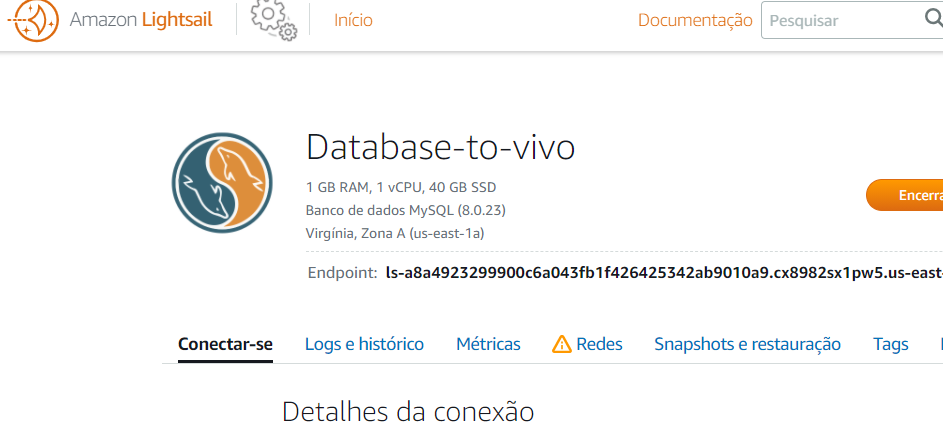 Amazon Lightsail Início Documentação Pesquisar
Database-to-vivo
1 GB RAM, 1 vCPU, 40 GB SSD
Banco de dados MySQL (8.0.23)
Virgínia, Zona A (us-east-1a)
Encerra
Endpoint: ls-a8a4923299900c6a043fb1f426425342ab9010a9.cx8982sx1pw5.us-east-
Conectar-se Logs e histórico Métricas Redes Snapshots e restauração Tags
Detalhes da conexão